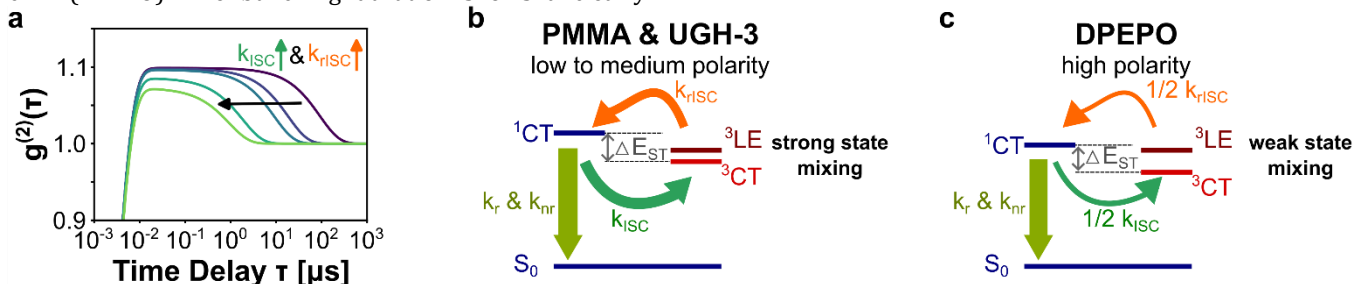 a
k_ISC & k_rISC
1.1
1.0
0.9
g^(2)(τ)
10^-3 10^-2 10^-1 10^0 10^1 10^2 10^3
Time Delay τ [µs]
b
PMMA & UGH-3
low to medium polarity
k_rISC
^1CT
ΔE_ST
^3LE
^3CT
strong state
mixing
k_r & k_nr
k_ISC
S_0
c
DPEPO
high polarity
1/2 k_rISC
^1CT
ΔE_ST
^3LE
^3CT
weak state
mixing
k_r & k_nr
1/2 k_ISC
S_0